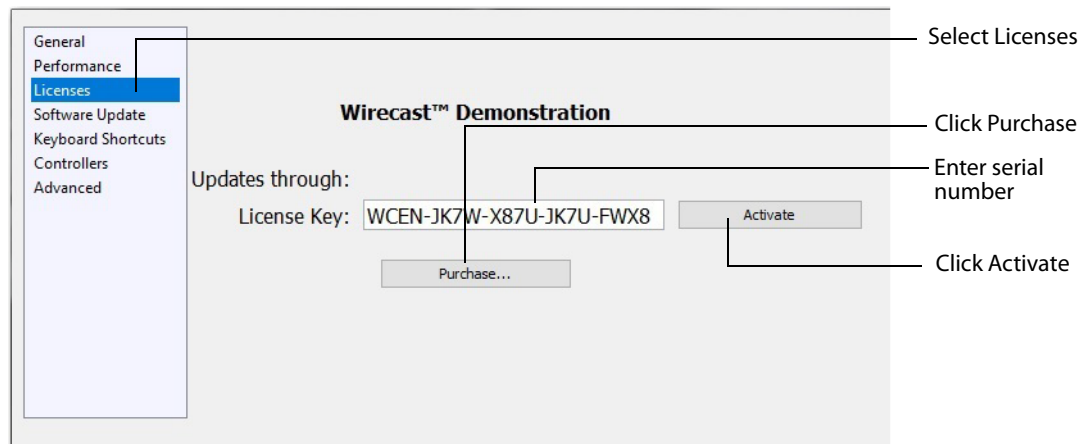 General
Performance
Licenses
Software Update
Keyboard Shortcuts
Controllers
Advanced
Wirecast™ Demonstration
Updates through:
License Key: WCEN-JK7W-X87U-JK7U-FWX8 Activate
Purchase...
Select Licenses
Click Purchase
Enter serial
number
Click Activate